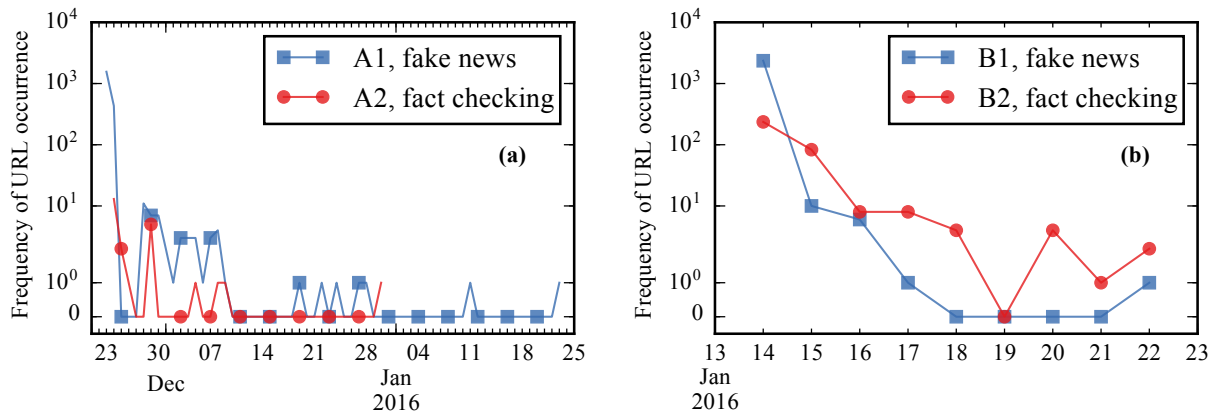 Frequency of URL occurrence
10^4
10^3
10^2
10^1
10^0
0
A1, fake news
A2, fact checking
(a)
23 30 07 14 21 28 04 11 18 25
Dec Jan
2016
Frequency of URL occurrence
10^4
10^3
10^2
10^1
10^0
0
B1, fake news
B2, fact checking
(b)
13 14 15 16 17 18 19 20 21 22 23
Jan
2016